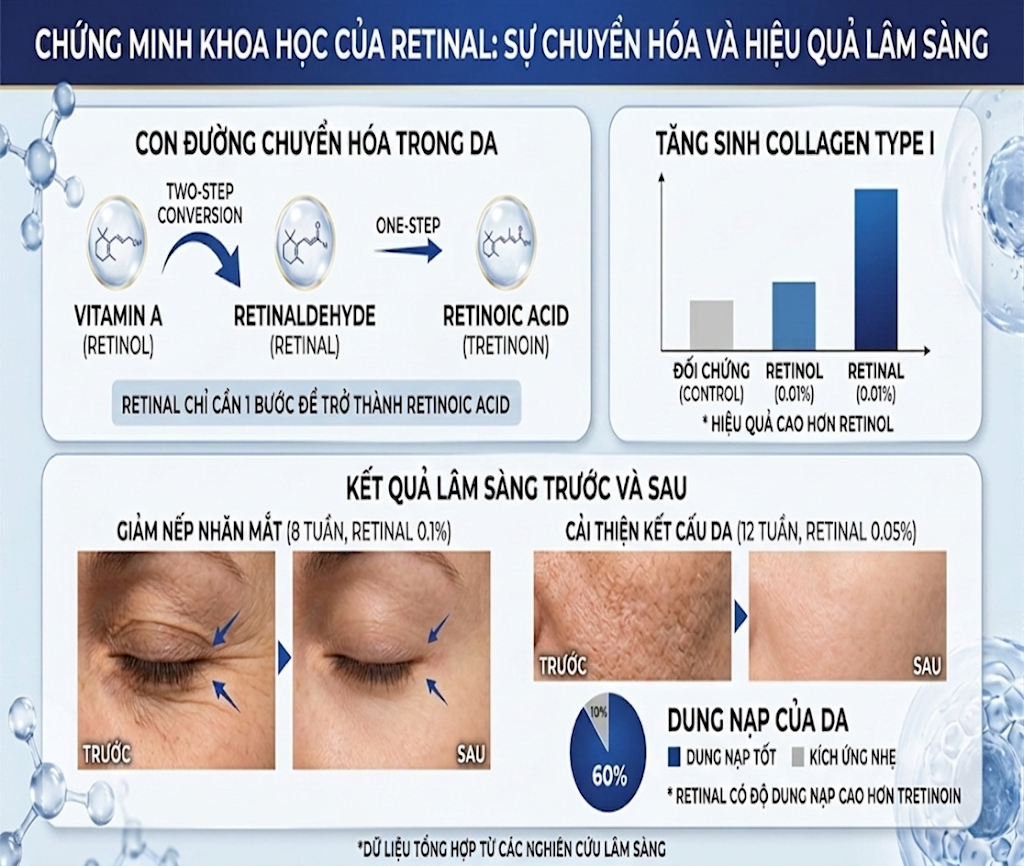 CHỨNG MINH KHOA HỌC CỦA RETINAL: SỰ CHUYỂN HÓA VÀ HIỆU QUẢ LÂM SÀNG
CON ĐƯỜNG CHUYỂN HÓA TRONG DA
TWO-STEP
CONVERSION
ONE-STEP
VITAMIN A
(RETINOL)
RETINALDEHYDE
(RETINAL)
RETINOIC ACID
(TRETINOIN)
RETINAL CHỈ CẦN 1 BƯỚC ĐỂ TRỞ THÀNH RETINOIC ACID
TĂNG SINH COLLAGEN TYPE I
ĐỐI CHỨNG
(CONTROL)
RETINOL
(0.01%)
RETINAL
(0.01%)
* HIỆU QUẢ CAO HƠN RETINOL
KẾT QUẢ LÂM SÀNG TRƯỚC VÀ SAU
GIẢM NẾP NHĂN MẮT (8 TUẦN, RETINAL 0.1%)
TRƯỚC
SAU
CẢI THIỆN KẾT CẤU DA (12 TUẦN, RETINAL 0.05%)
TRƯỚC
SAU
10%
60%
DUNG NẠP CỦA DA
DUNG NẠP TỐT
KÍCH ỨNG NHẸ
* RETINAL CÓ ĐỘ DUNG NẠP CAO HƠN TRETINOIN
*DỮ LIỆU TỔNG HỢP TỪ CÁC NGHIÊN CỨU LÂM SÀNG